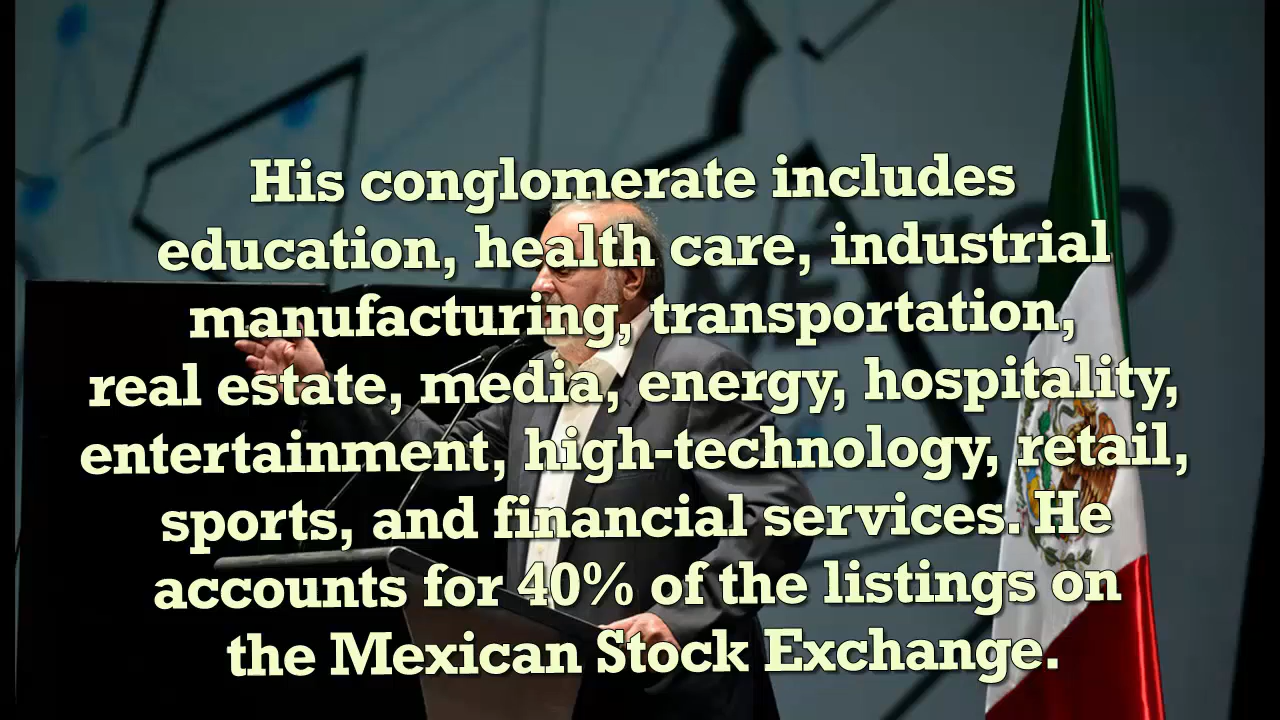 His conglomerate includes
education, health care, industrial
manufacturing, transportation,
real estate, media, energy, hospitality,
entertainment, high-technology, retail,
sports, and financial services. He
accounts for 40% of the listings on
the Mexican Stock Exchange.
MÉXICO